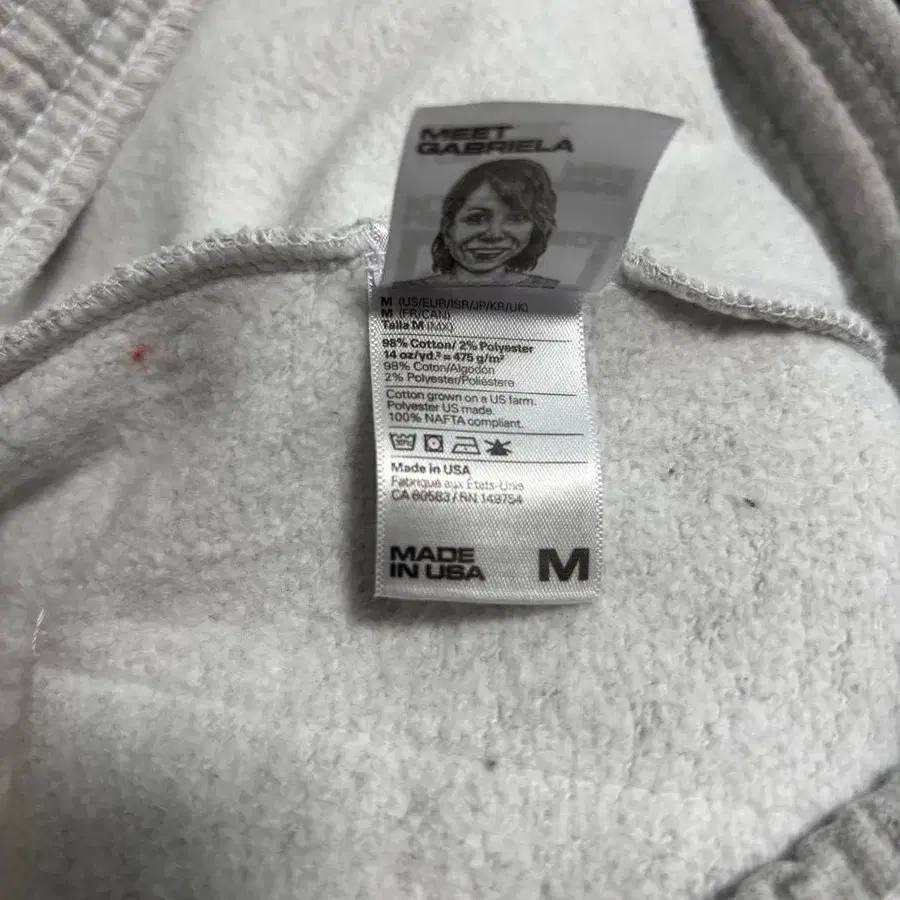 MEET
GABRIELA
M (US/EUR/ISR/JP/KR/UK)
M (FR/CAN)
Talla M (MX)
98% Cotton/ 2% Polyester
14 oz/yd.² = 475 g/m²
98% Coton/Algodón
2% Polyester/Poliéstere
Cotton grown on a US farm.
Polyester US made.
100% NAFTA compliant.
Made in USA
Fabriqué aux États-Unis
CA 60583 / RN 149754
MADE
IN USA
M